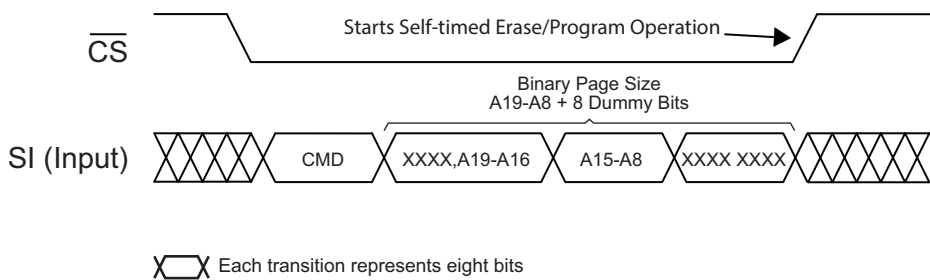 Starts Self-timed Erase/Program Operation
CS
Binary Page Size
A19-A8 + 8 Dummy Bits
SI (Input)
CMD
XXXX,A19-A16
A15-A8
XXXX XXXX
Each transition represents eight bits